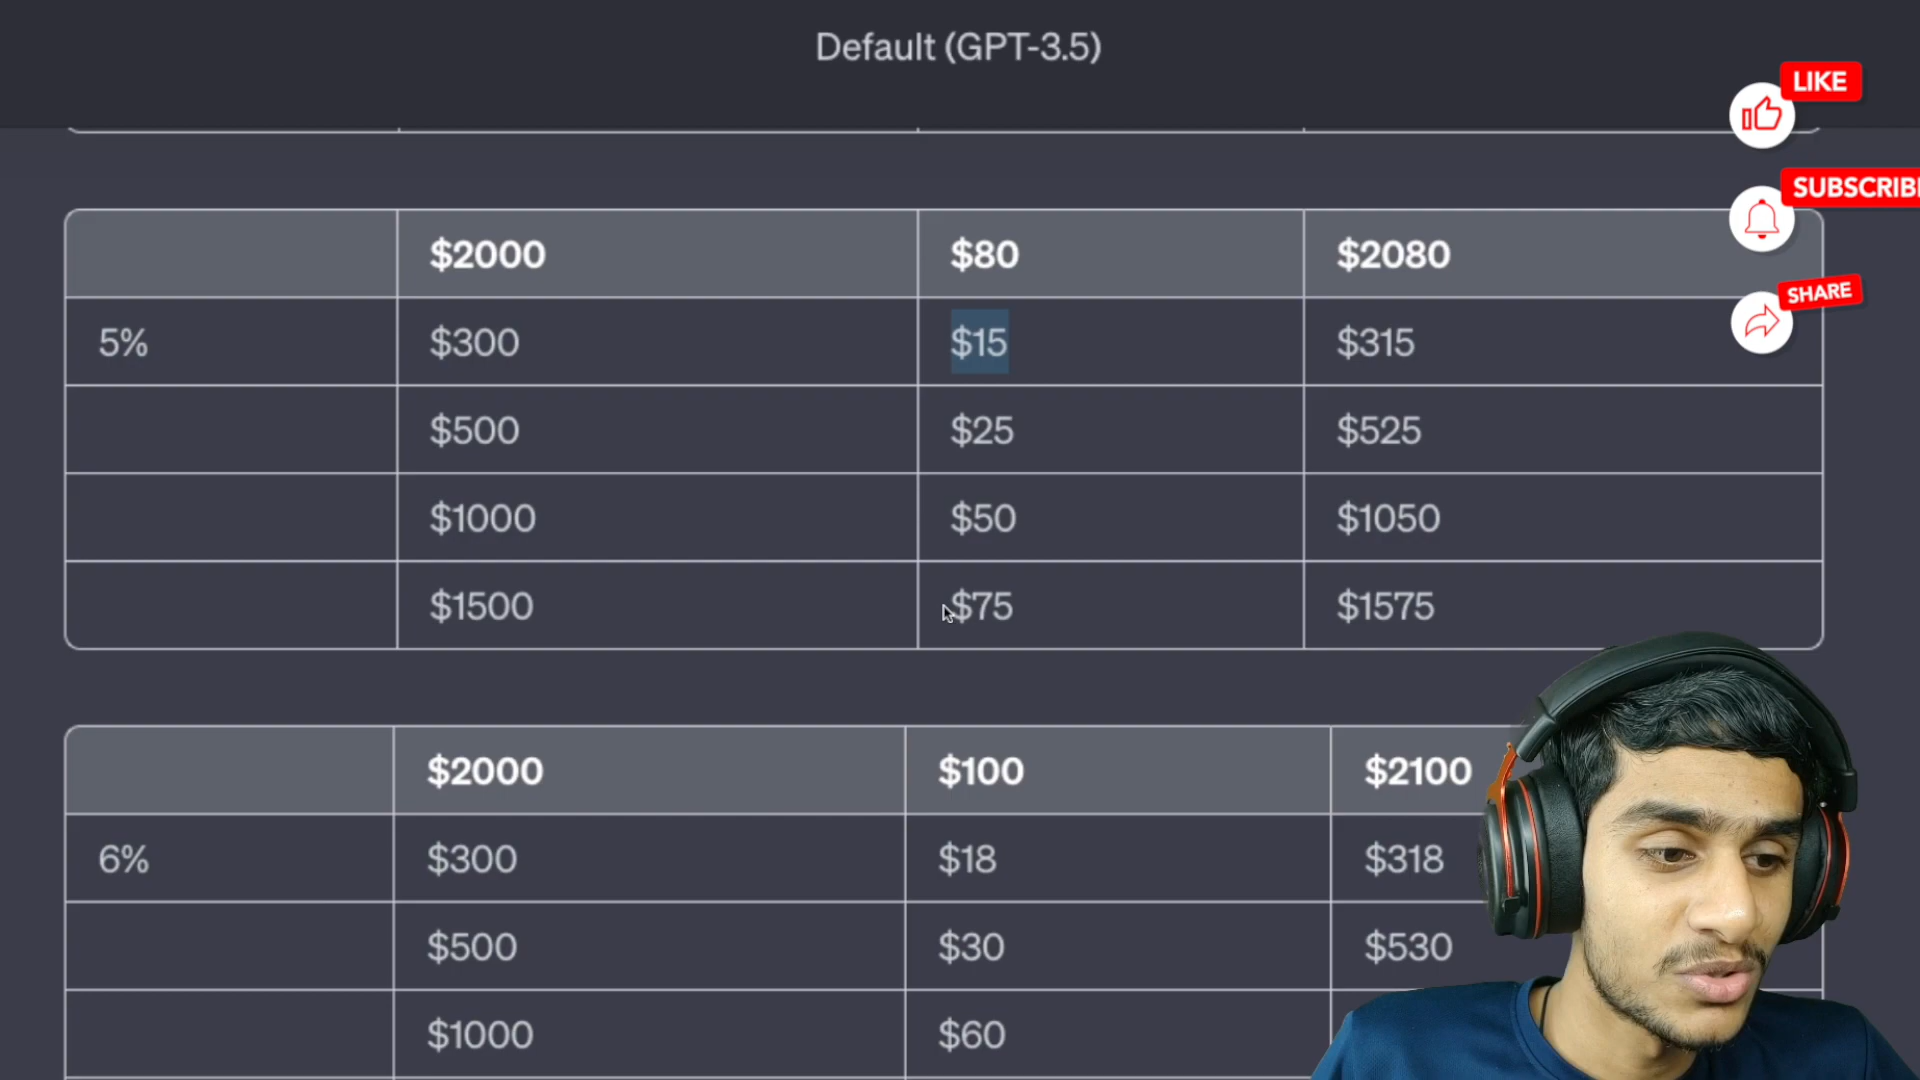 Default (GPT-3.5)
LIKE
SUBSCRIBE
SHARE
$2000 $80 $2080
5% $300 $15 $315
$500 $25 $525
$1000 $50 $1050
$1500 $75 $1575
$2000 $100 $2100
6% $300 $18 $318
$500 $30 $530
$1000 $60